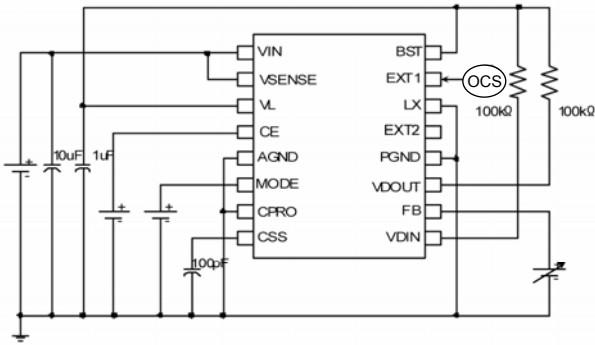 VIN
BST
VSENSE
EXT1
OCS
VL
LX
100kΩ
100kΩ
CE
EXT2
10uF
1uF
AGND
PGND
MODE
VDOUT
CPRO
FB
CSS
VDIN
100pF